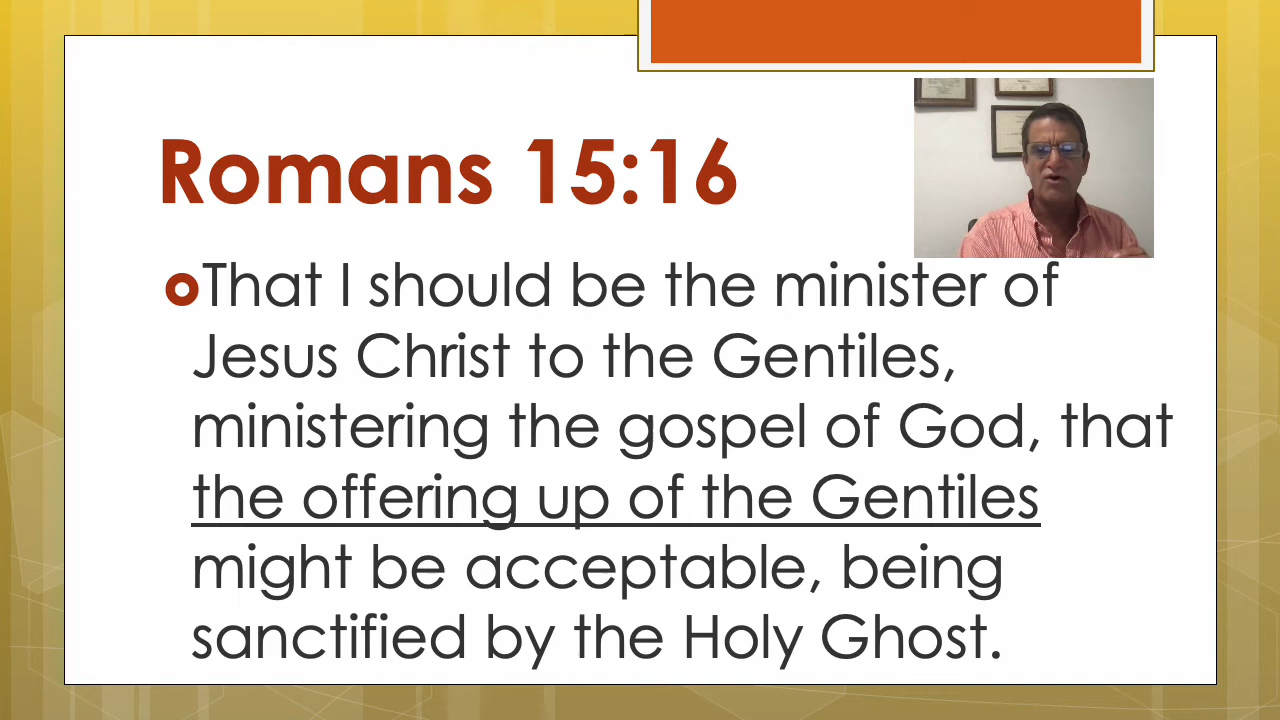 Romans 15:16
That I should be the minister of
Jesus Christ to the Gentiles,
ministering the gospel of God, that
the offering up of the Gentiles
might be acceptable, being
sanctified by the Holy Ghost.